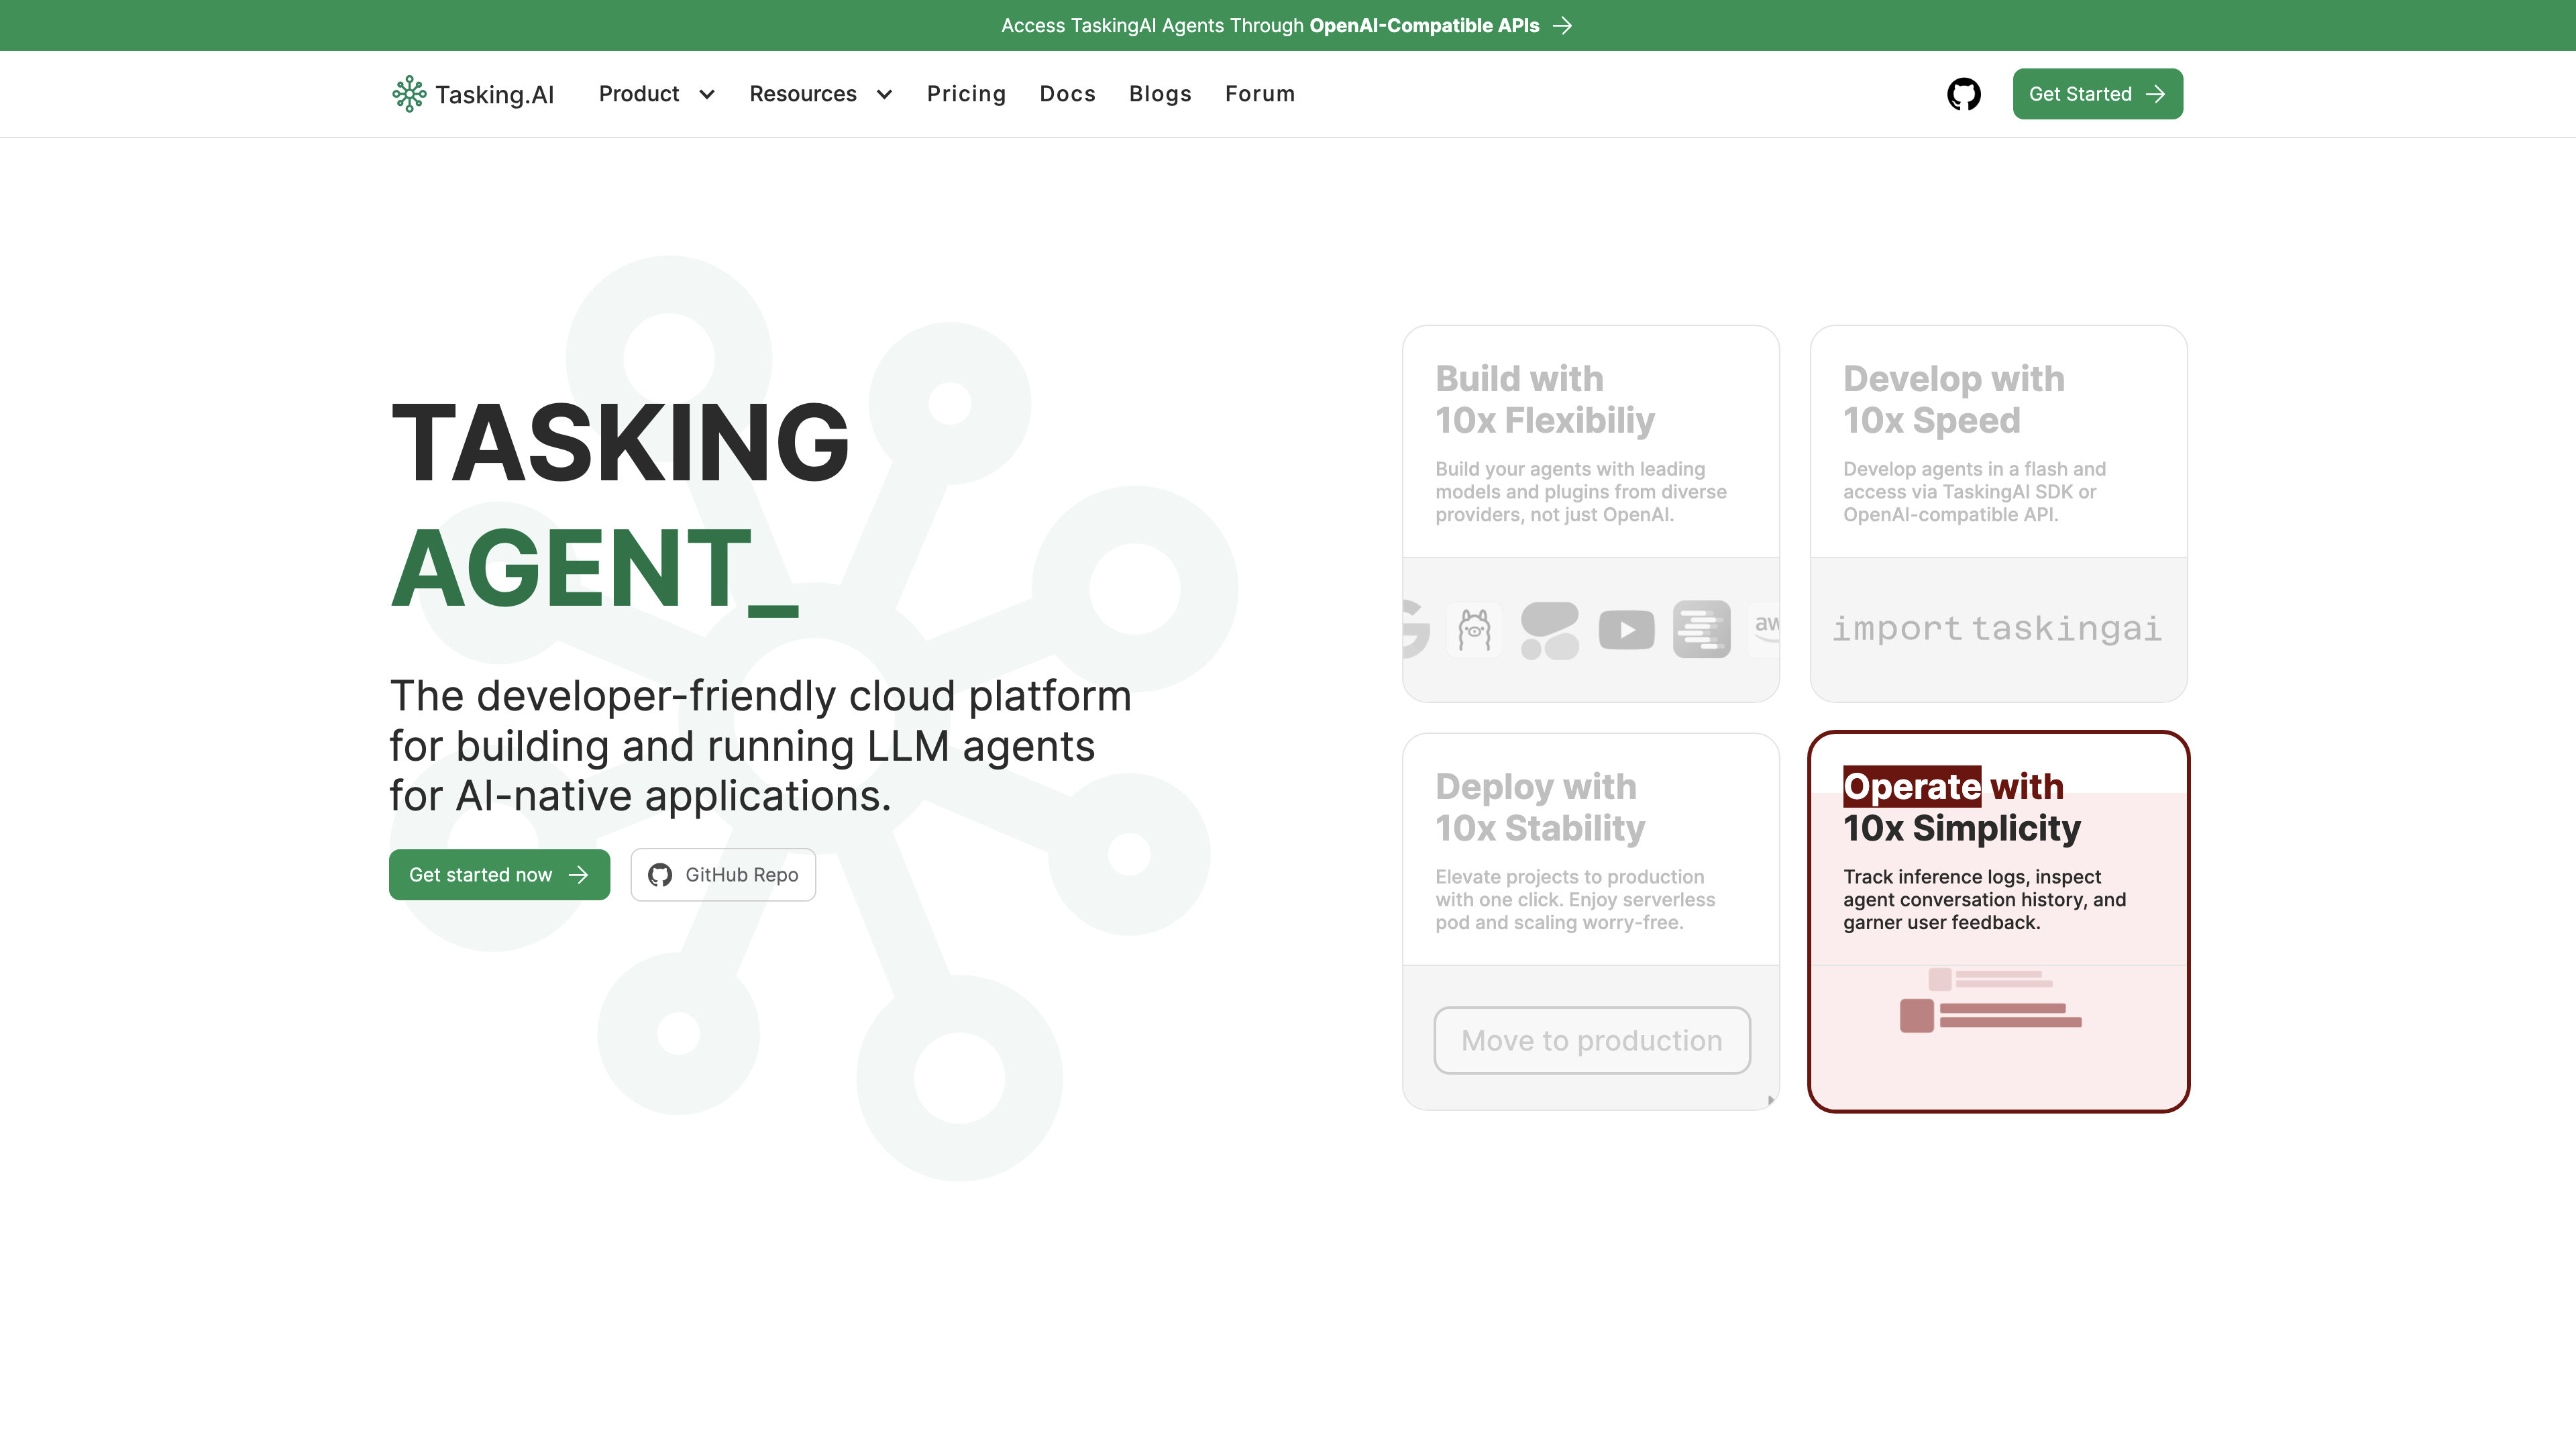 Access TaskingAI Agents Through OpenAI-Compatible APIs
Tasking.AI Product Resources Pricing Docs Blogs Forum Get Started
TASKING
AGENT_
The developer-friendly cloud platform
for building and running LLM agents
for AI-native applications.
Get started now GitHub Repo
Build with
10x Flexibiliy
Build your agents with leading
models and plugins from diverse
providers, not just OpenAI.
Develop with
10x Speed
Develop agents in a flash and
access via TaskingAI SDK or
OpenAI-compatible API.
import taskingai
Deploy with
10x Stability
Elevate projects to production
with one click. Enjoy serverless
pod and scaling worry-free.
Move to production
Operate with
10x Simplicity
Track inference logs, inspect
agent conversation history, and
garner user feedback.